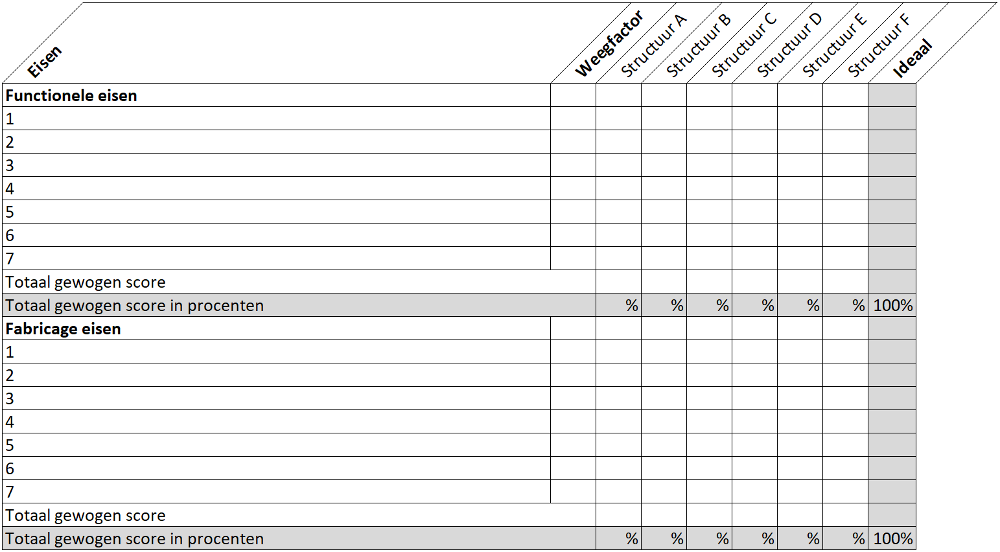 Eisen Weegfactor Structuur A Structuur B Structuur C Structuur D Structuur E Structuur F Ideaal
Functionele eisen
1
2
3
4
5
6
7
Totaal gewogen score
Totaal gewogen score in procenten % % % % % % 100%
Fabricage eisen
1
2
3
4
5
6
7
Totaal gewogen score
Totaal gewogen score in procenten % % % % % % 100%